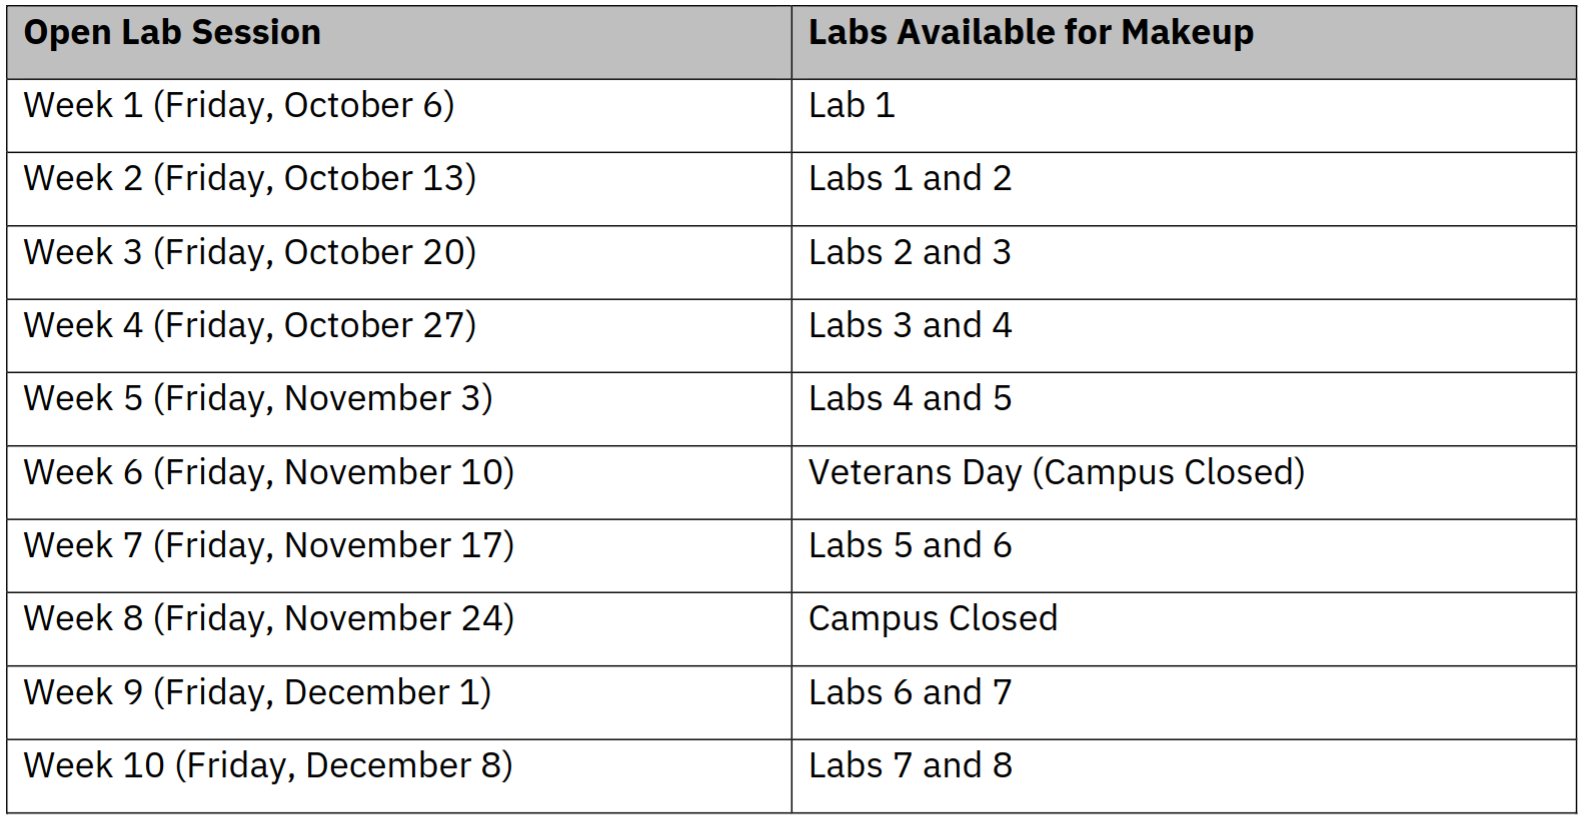 Open Lab Session Labs Available for Makeup
Week 1 (Friday, October 6) Lab 1
Week 2 (Friday, October 13) Labs 1 and 2
Week 3 (Friday, October 20) Labs 2 and 3
Week 4 (Friday, October 27) Labs 3 and 4
Week 5 (Friday, November 3) Labs 4 and 5
Week 6 (Friday, November 10) Veterans Day (Campus Closed)
Week 7 (Friday, November 17) Labs 5 and 6
Week 8 (Friday, November 24) Campus Closed
Week 9 (Friday, December 1) Labs 6 and 7
Week 10 (Friday, December 8) Labs 7 and 8